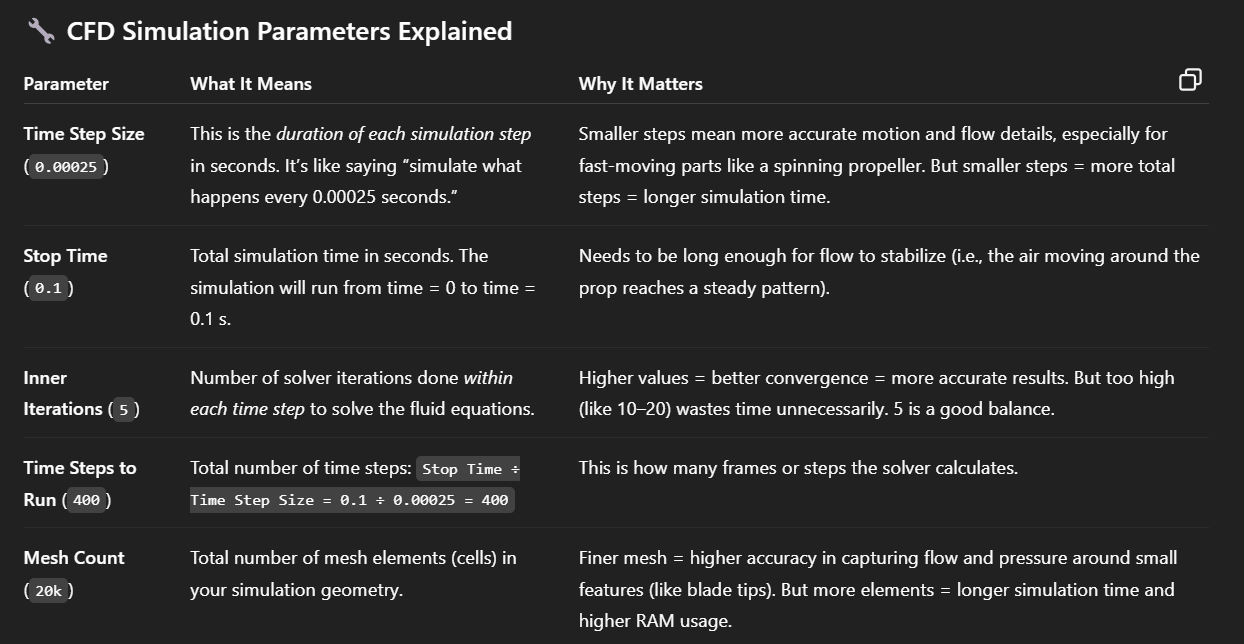 🔧 CFD Simulation Parameters Explained
Parameter What It Means Why It Matters
Time Step Size This is the duration of each simulation step Smaller steps mean more accurate motion and flow details, especially for
(0.00025) in seconds. It’s like saying “simulate what fast-moving parts like a spinning propeller. But smaller steps = more total
happens every 0.00025 seconds.” steps = longer simulation time.
Stop Time Total simulation time in seconds. The Needs to be long enough for flow to stabilize (i.e., the air moving around the
(0.1) simulation will run from time = 0 to time = prop reaches a steady pattern).
0.1 s.
Inner Number of solver iterations done within Higher values = better convergence = more accurate results. But too high
Iterations (5) each time step to solve the fluid equations. (like 10–20) wastes time unnecessarily. 5 is a good balance.
Time Steps to Total number of time steps: Stop Time ÷ This is how many frames or steps the solver calculates.
Run (400) Time Step Size = 0.1 ÷ 0.00025 = 400
Mesh Count Total number of mesh elements (cells) in Finer mesh = higher accuracy in capturing flow and pressure around small
(20k) your simulation geometry. features (like blade tips). But more elements = longer simulation time and
higher RAM usage.